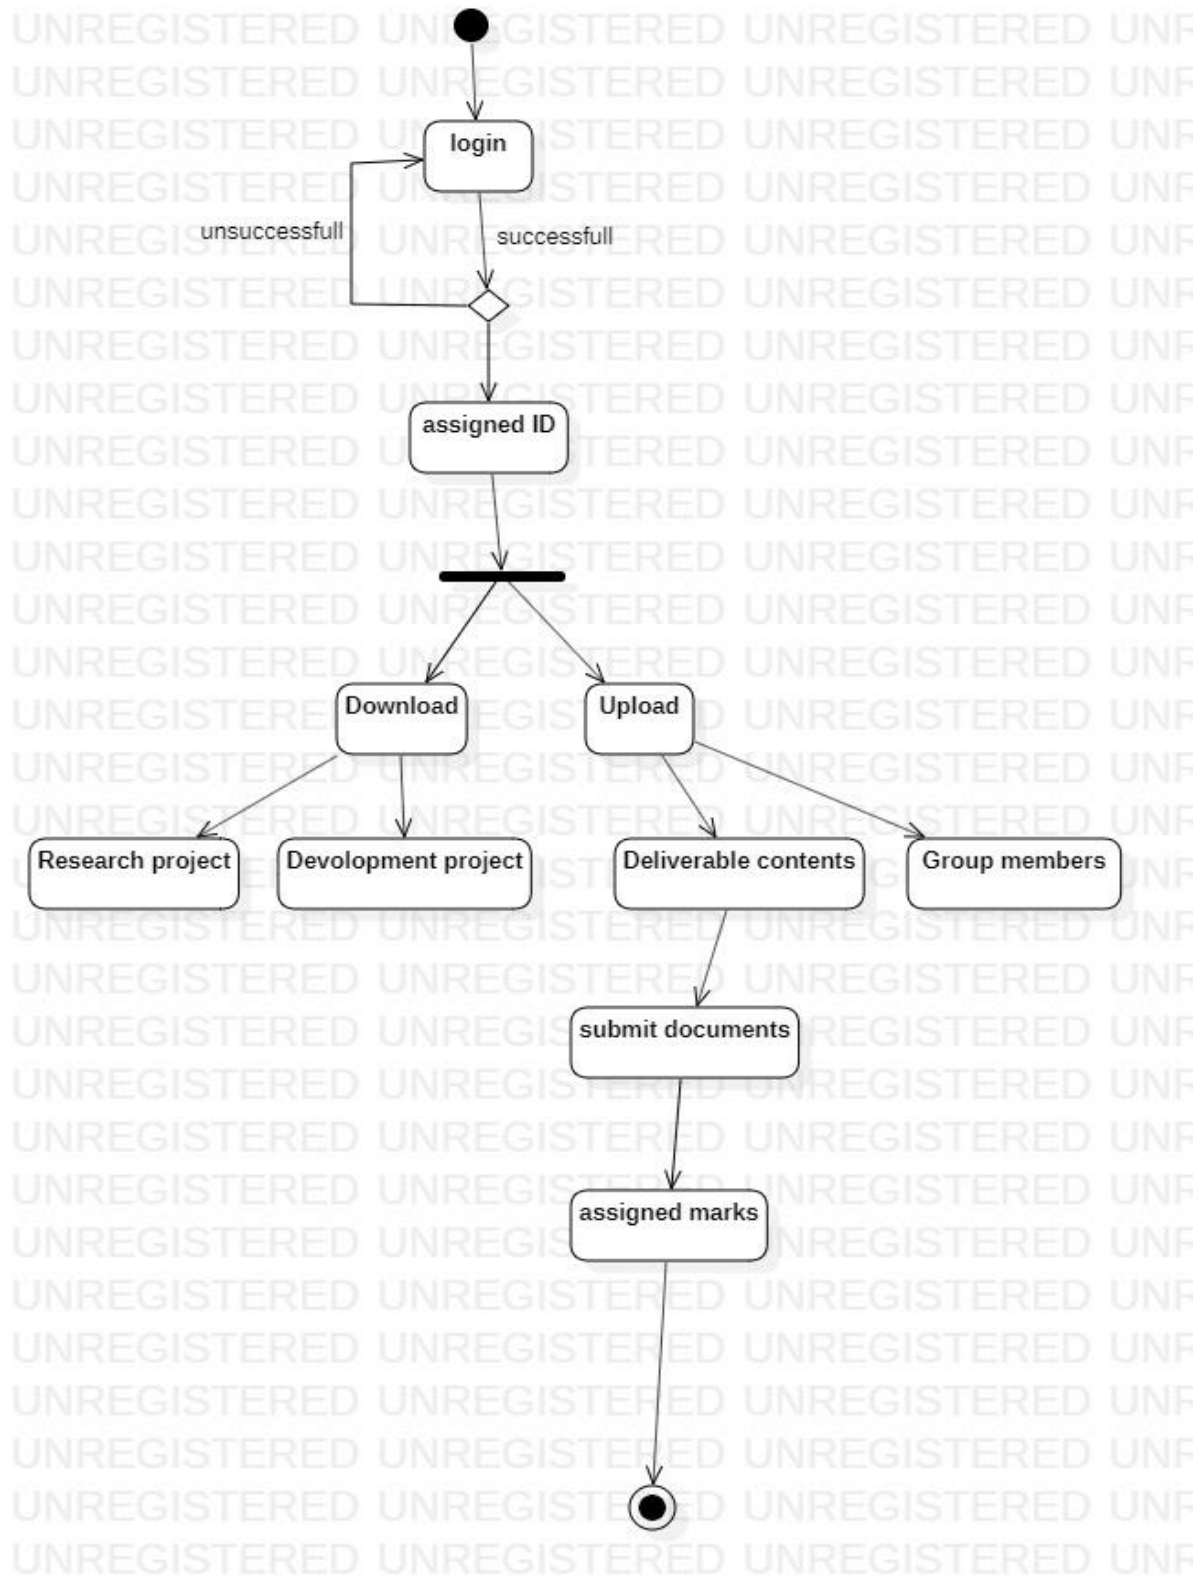 login
unsuccessfull
successfull
assigned ID
Download
Upload
Research project
Devolopment project
Deliverable contents
Group members
submit documents
assigned marks
UNREGISTERED